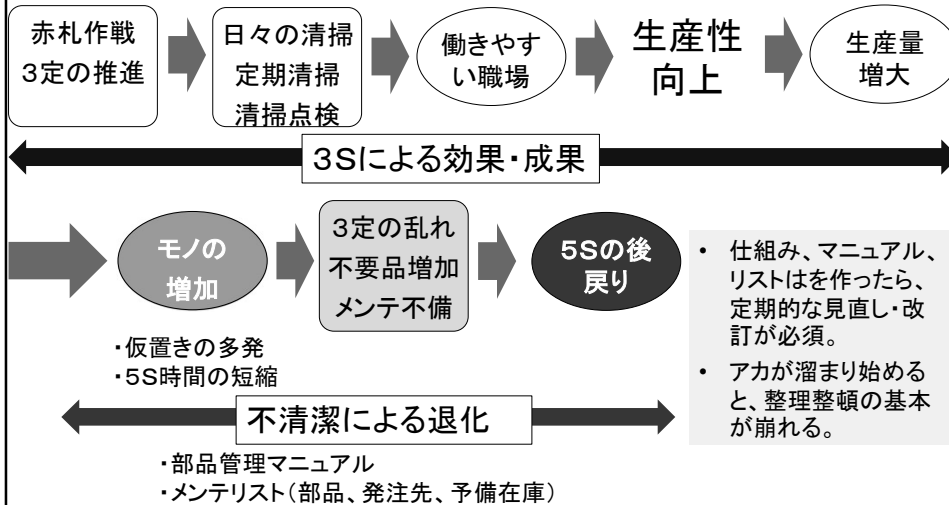 赤札作戦
3定の推進
日々の清掃
定期清掃
清掃点検
働きやす
い職場
生産性
向上
生産量
増大
3Sによる効果・成果
モノの
増加
3定の乱れ
不要品増加
メンテ不備
5Sの後
戻り
・仮置きの多発
・5S時間の短縮
• 仕組み、マニュアル、
リストはを作ったら、
定期的な見直し・改
訂が必須。
• アカが溜まり始める
と、整理整頓の基本
が崩れる。
不清潔による退化
・部品管理マニュアル
・メンテリスト(部品、発注先、予備在庫)